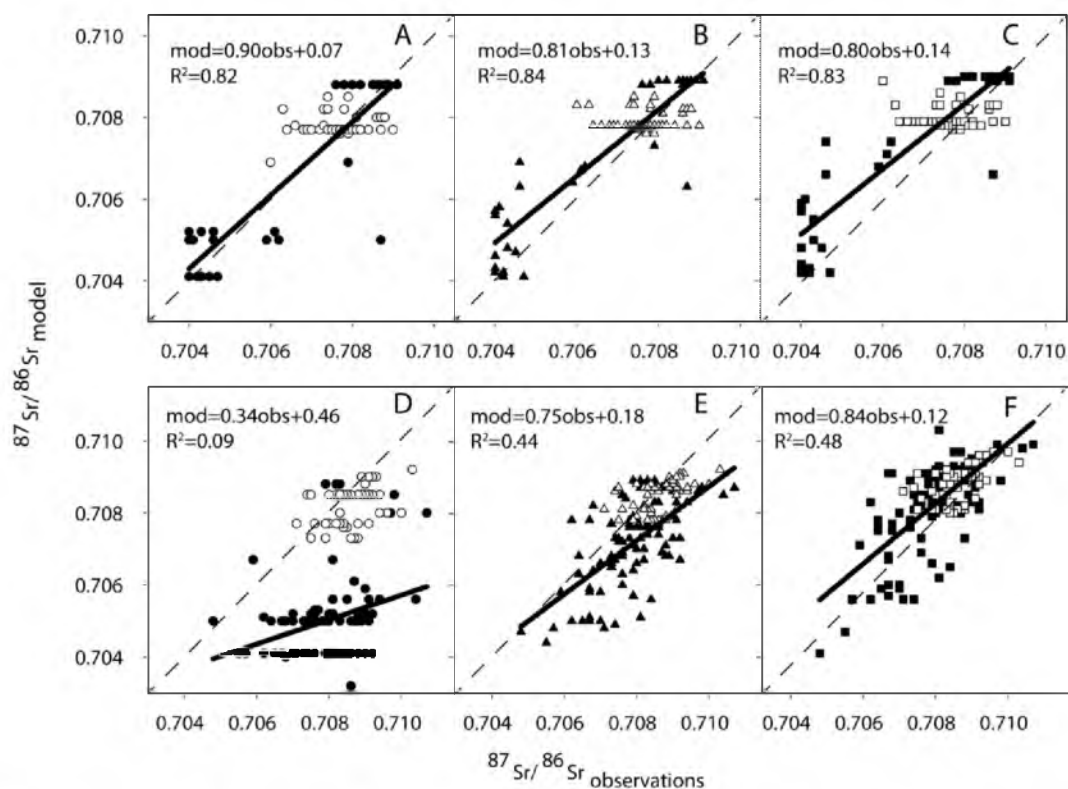 mod=0.90obs+0.07
R²=0.82
A
mod=0.81obs+0.13
R²=0.84
B
mod=0.80obs+0.14
R²=0.83
C
0.710
0.708
0.706
0.704
0.704 0.706 0.708 0.710
0.704 0.706 0.708 0.710
0.704 0.706 0.708 0.710
⁸⁷Sr/⁸⁶Sr model
mod=0.34obs+0.46
R²=0.09
D
mod=0.75obs+0.18
R²=0.44
E
mod=0.84obs+0.12
R²=0.48
F
0.710
0.708
0.706
0.704
0.704 0.706 0.708 0.710
0.704 0.706 0.708 0.710
0.704 0.706 0.708 0.710
⁸⁷Sr/⁸⁶Sr observations